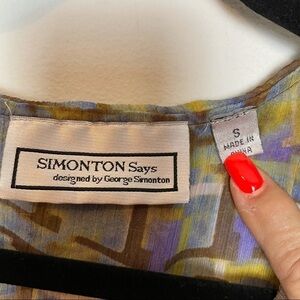 SIMONTON Says
designed by George Simonton
S
MADE IN
CHINA